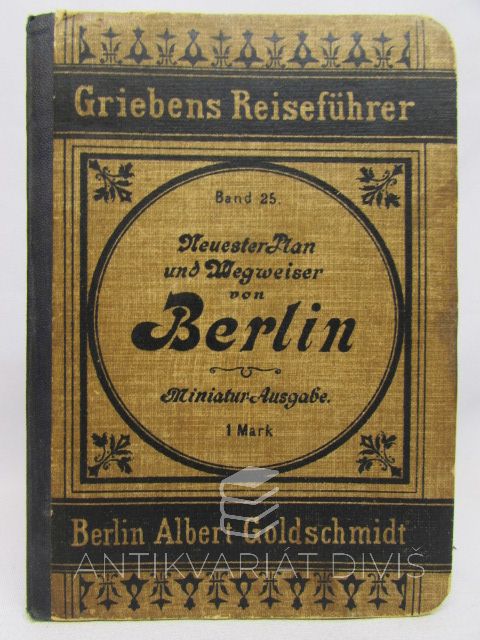 Griebens Reiseführer
Band 25.
Neuester Plan
und Wegweiser
von
Berlin
Miniatur-Ausgabe.
1 Mark
Berlin Albert Goldschmidt
ANTIKVARIÁT DIVIŠ